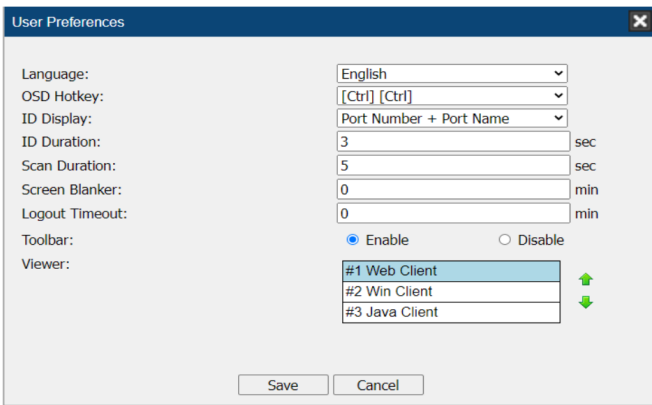 User Preferences
Language: English
OSD Hotkey: [Ctrl] [Ctrl]
ID Display: Port Number + Port Name
ID Duration: 3 sec
Scan Duration: 5 sec
Screen Blanker: 0 min
Logout Timeout: 0 min
Toolbar: Enable Disable
Viewer: #1 Web Client
#2 Win Client
#3 Java Client
Save Cancel